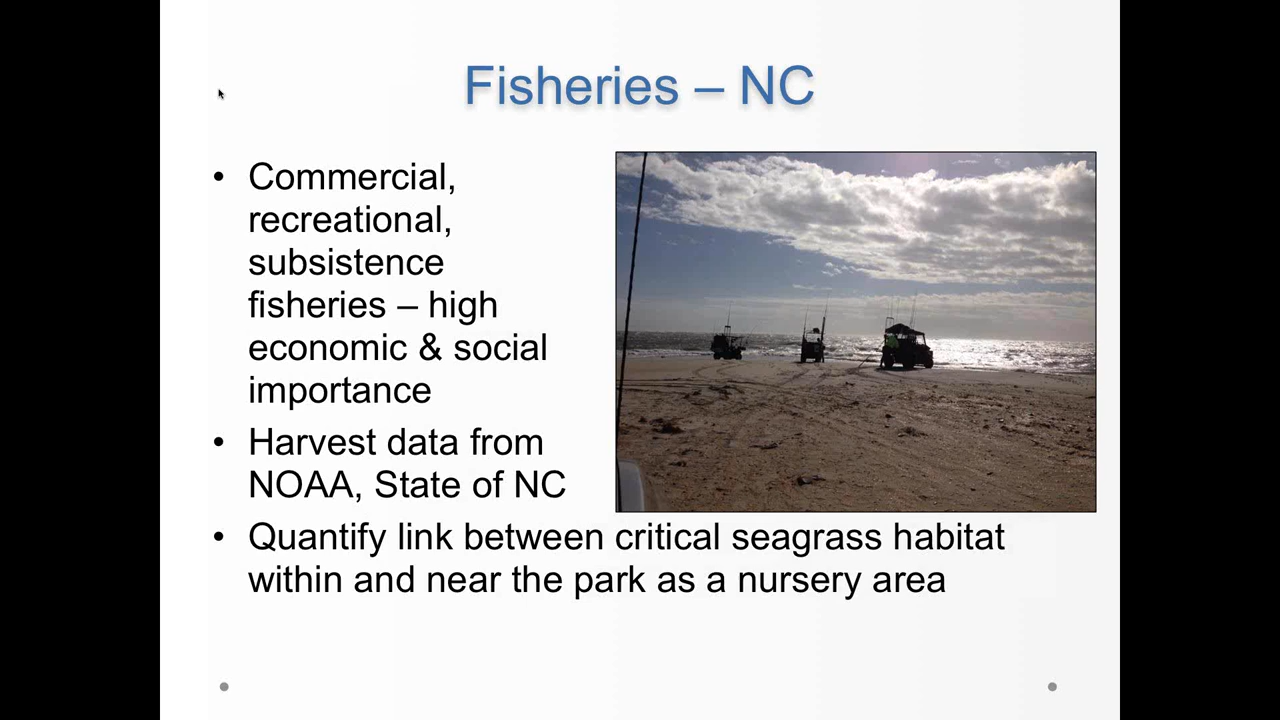 Fisheries – NC
• Commercial,
recreational,
subsistence
fisheries – high
economic & social
importance
• Harvest data from
NOAA, State of NC
• Quantify link between critical seagrass habitat
within and near the park as a nursery area